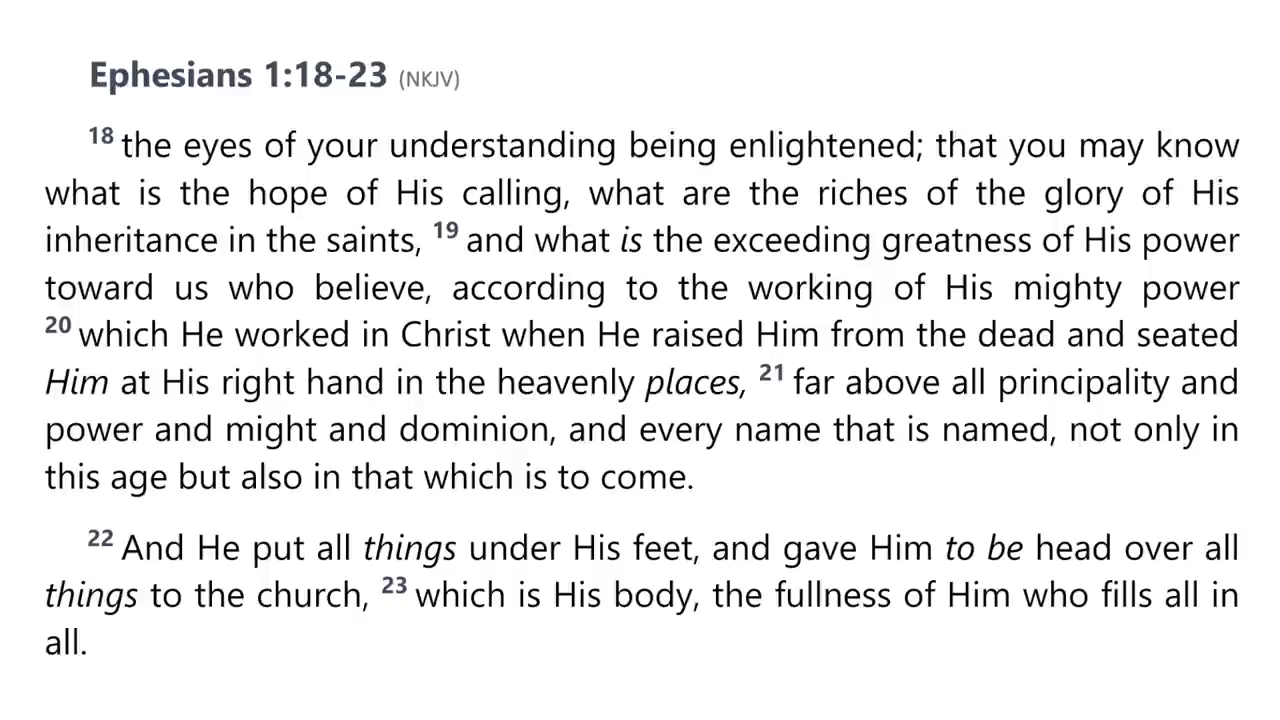 Ephesians 1:18-23 (NKJV)
18 the eyes of your understanding being enlightened; that you may know
what is the hope of His calling, what are the riches of the glory of His
inheritance in the saints, 19 and what is the exceeding greatness of His power
toward us who believe, according to the working of His mighty power
20 which He worked in Christ when He raised Him from the dead and seated
Him at His right hand in the heavenly places, 21 far above all principality and
power and might and dominion, and every name that is named, not only in
this age but also in that which is to come.
22 And He put all things under His feet, and gave Him to be head over all
things to the church, 23 which is His body, the fullness of Him who fills all in
all.